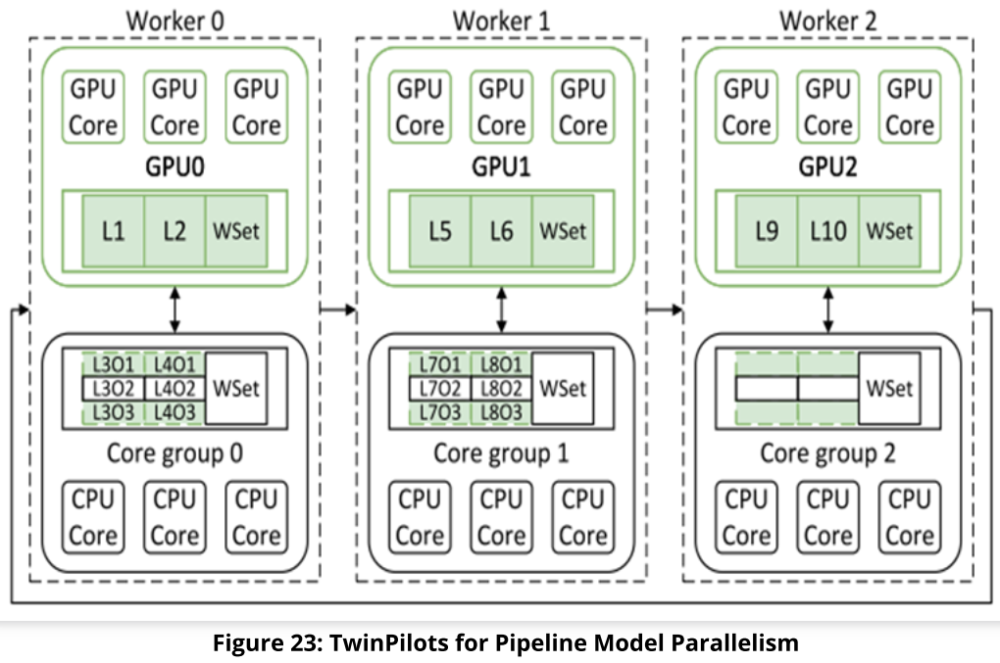 Worker 0
Worker 1
Worker 2
GPU Core
GPU Core
GPU Core
GPU0
L1
L2
WSet
GPU Core
GPU Core
GPU Core
GPU1
L5
L6
WSet
GPU Core
GPU Core
GPU Core
GPU2
L9
L10
WSet
L3O1
L4O1
L3O2
L4O2
L3O3
L4O3
WSet
Core group 0
CPU Core
CPU Core
CPU Core
L7O1
L8O1
L7O2
L8O2
L7O3
L8O3
WSet
Core group 1
CPU Core
CPU Core
CPU Core
WSet
Core group 2
CPU Core
CPU Core
CPU Core
Figure 23: TwinPilots for Pipeline Model Parallelism